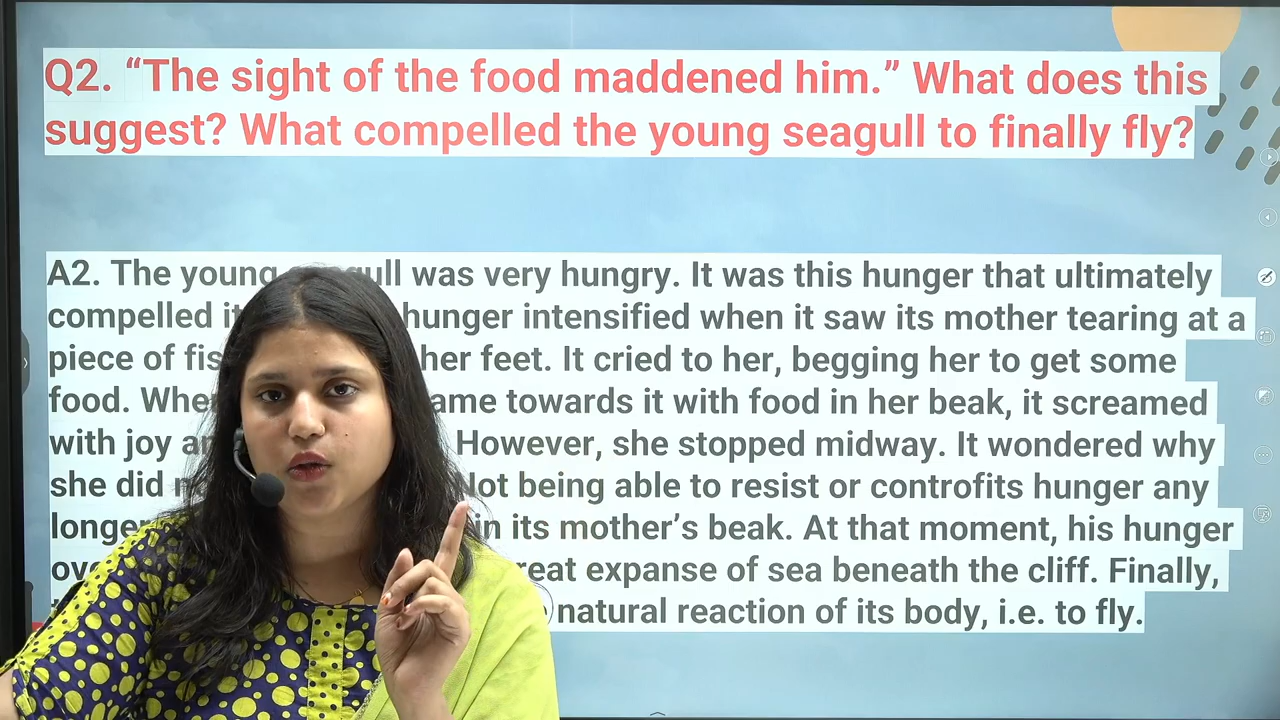 Q2. “The sight of the food maddened him.” What does this
suggest? What compelled the young seagull to finally fly?
A2. The young seagull was very hungry. It was this hunger that ultimately
compelled hunger intensified when it saw its mother tearing at a
piece of her feet. It cried to her, begging her to get some
food. towards it with food in her beak, it screamed
with joy However, she stopped midway. It wondered why
she did Not being able to resist or controfits hunger any
longer in its mother’s beak. At that moment, his hunger
expanse of sea beneath the cliff. Finally,
natural reaction of its body, i.e. to fly.